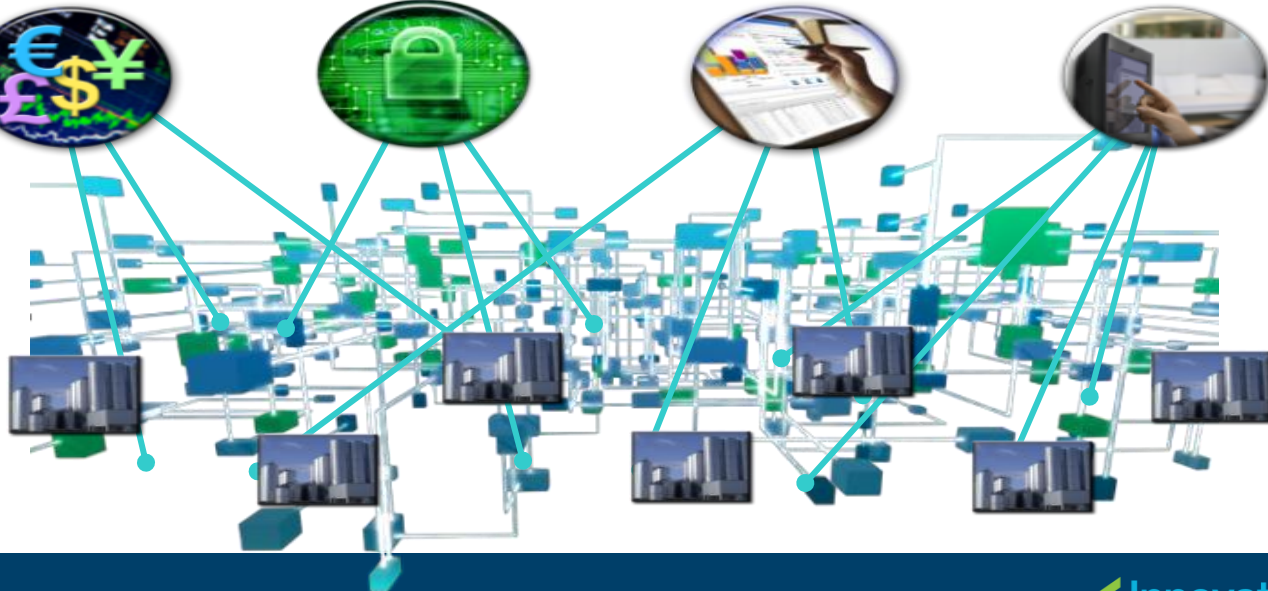 € ¥
£ $
Innovat